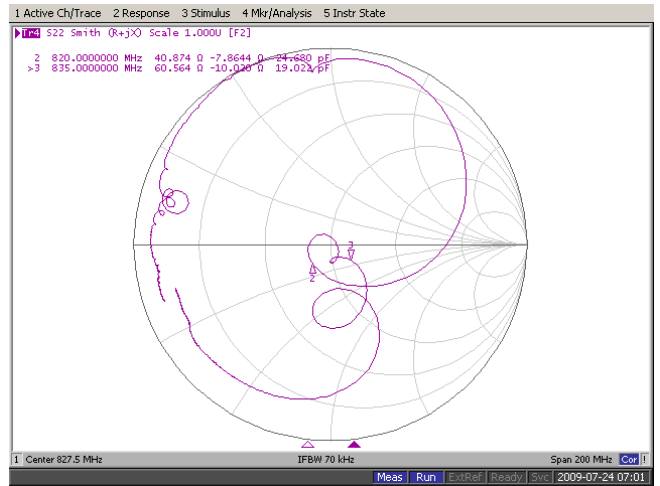 1 Active Ch/Trace 2 Response 3 Stimulus 4 Mkr/Analysis 5 Instr State
Tr4 S22 Smith (R+jX) Scale 1.000U [F2]
2 820.0000000 MHz 40.874 Ω -7.8644 Ω 24.680 pF
>3 835.0000000 MHz 60.564 Ω -10.020 Ω 19.022 pF
3
2
1 Center 827.5 MHz IFBW 70 kHz Span 200 MHz Cor !
Meas Run ExtRef Ready Svc 2009-07-24 07:01